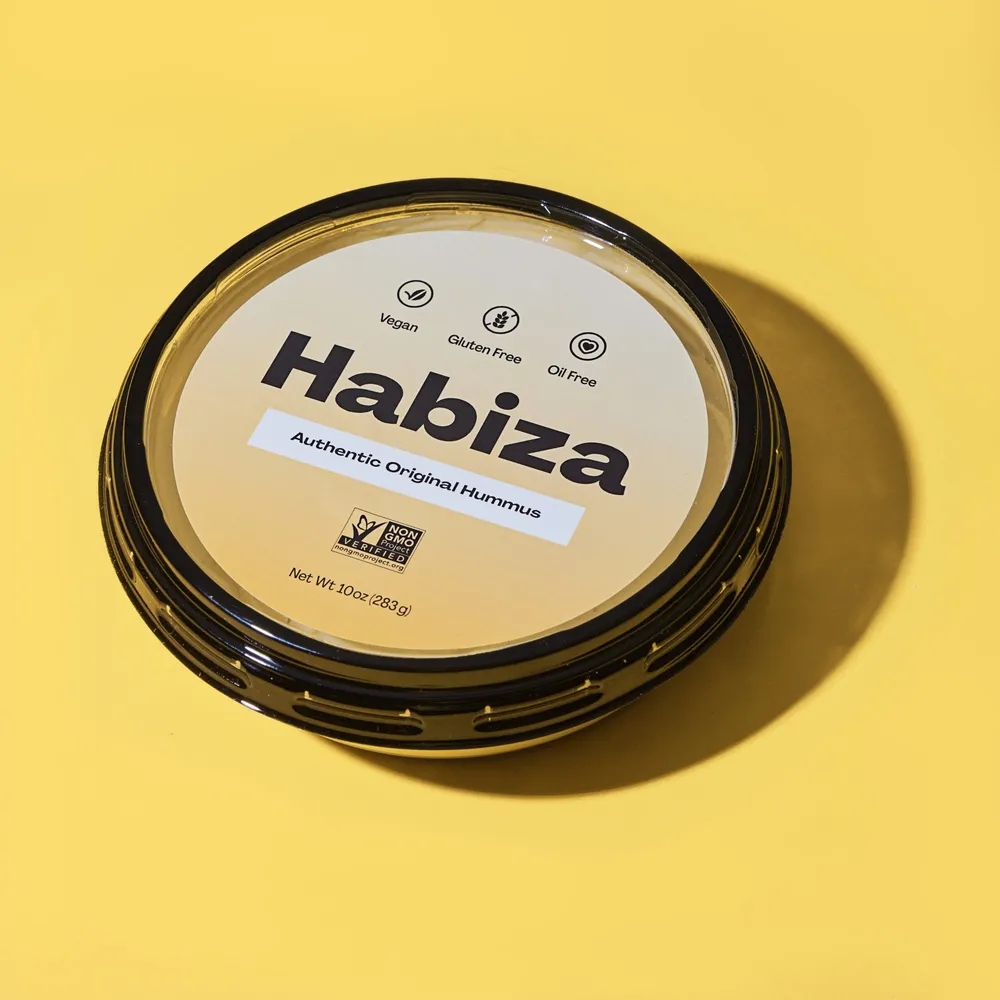 Vegan
Gluten Free
Oil Free
Habiza
Authentic Original Hummus
NON
GMO
Project
VERIFIED
nongmoproject.org
Net Wt 10oz (283g)